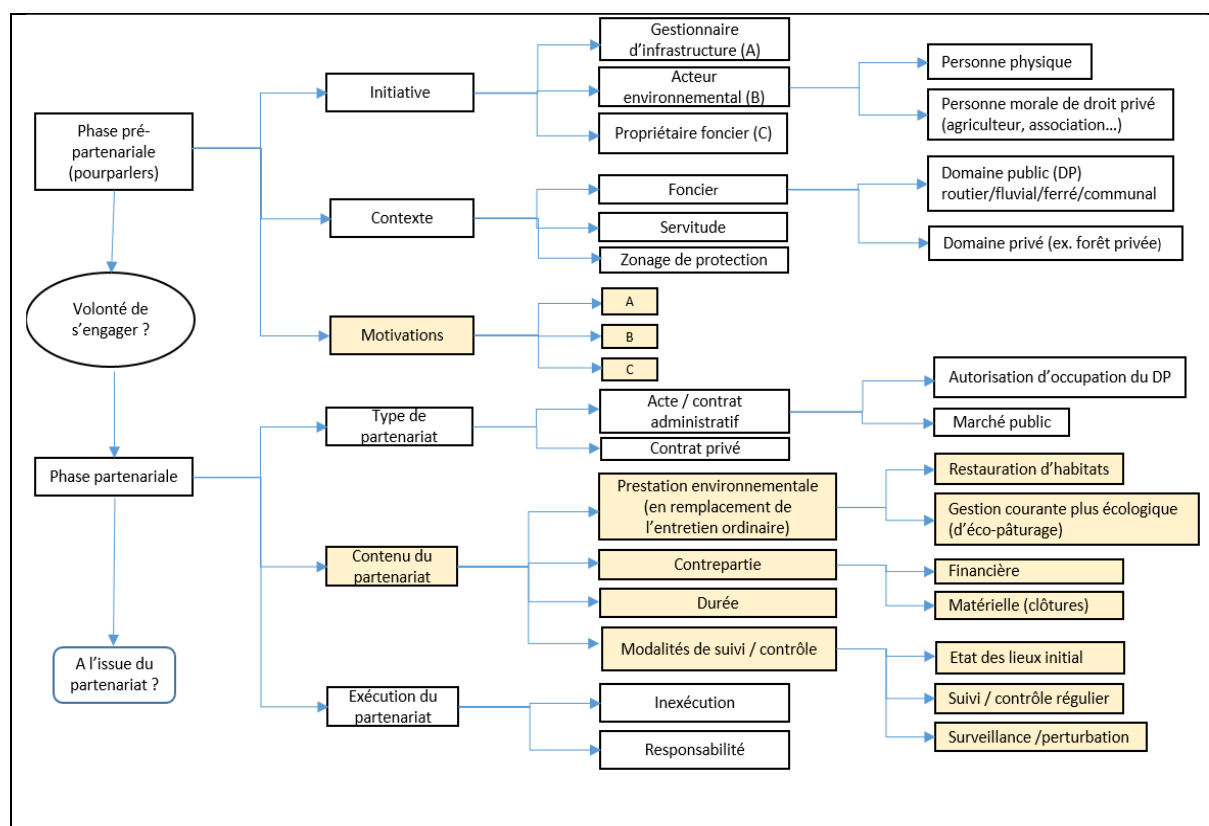 Phase pré-
partenariale
(pourparlers)
Volonté de
s’engager ?
Phase partenariale
A l’issue du
partenariat ?
Initiative
Contexte
Motivations
Type de
partenariat
Contenu du
partenariat
Exécution du
partenariat
Gestionnaire
d’infrastructure (A)
Acteur
environnemental (B)
Propriétaire foncier (C)
Foncier
Servitude
Zonage de protection
A
B
C
Acte / contrat
administratif
Contrat privé
Prestation environnementale
(en remplacement de
l’entretien ordinaire)
Contrepartie
Durée
Modalités de suivi / contrôle
Inexécution
Responsabilité
Personne physique
Personne morale de droit privé
(agriculteur, association...)
Domaine public (DP)
routier/fluvial/ferré/communal
Domaine privé (ex. forêt privée)
Autorisation d’occupation du DP
Marché public
Restauration d’habitats
Gestion courante plus écologique
(d’éco-pâturage)
Financière
Matérielle (clôtures)
Etat des lieux initial
Suivi / contrôle régulier
Surveillance /perturbation